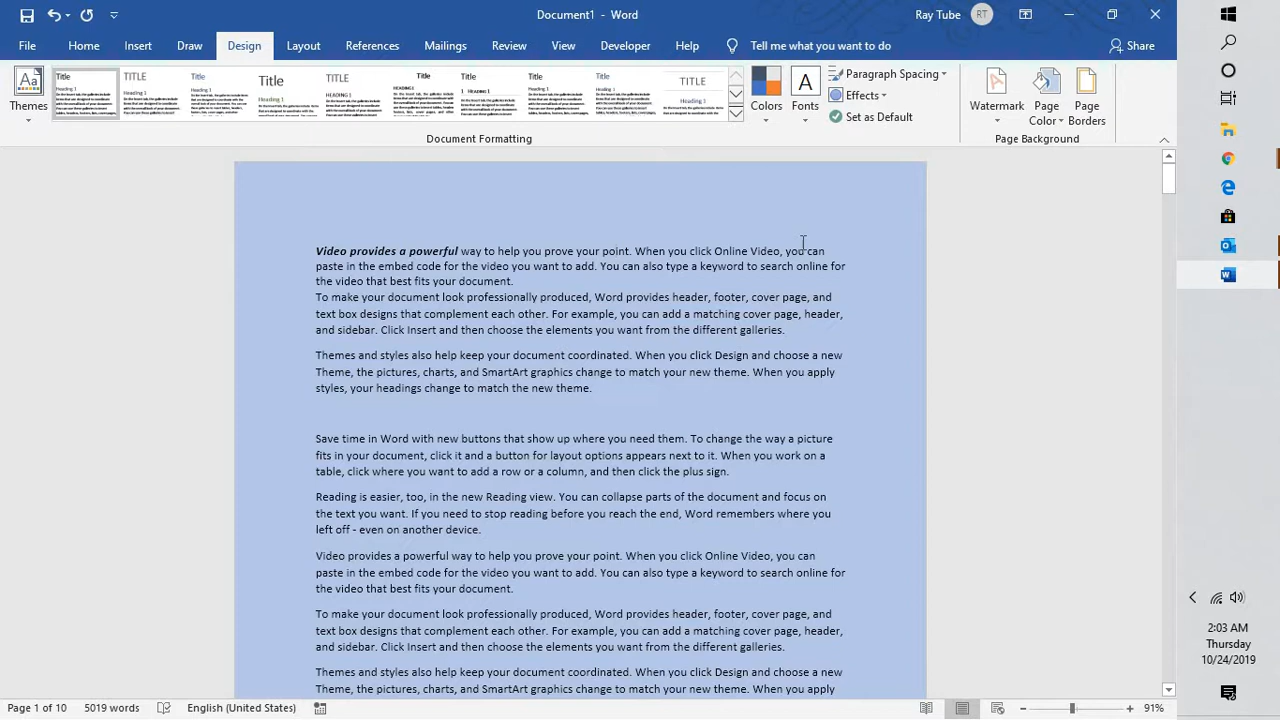 Document1 - Word
Ray Tube
RT
File
Home
Insert
Draw
Design
Layout
References
Mailings
Review
View
Developer
Help
Tell me what you want to do
Share
Aa
Themes
Title
Heading 1
TITLE
Heading 1
Title
Heading 1
Title
Heading 1
TITLE
HEADING 1
Title
HEADING 1
Title
1 Heading 1
Title
Heading 1
Title
Heading 1
TITLE
Heading 1
Colors
A
Fonts
Paragraph Spacing
Effects
Set as Default
Watermark
Page
Color
Page
Borders
Document Formatting
Page Background
Video provides a powerful way to help you prove your point. When you click Online Video, you can
paste in the embed code for the video you want to add. You can also type a keyword to search online for
the video that best fits your document.
To make your document look professionally produced, Word provides header, footer, cover page, and
text box designs that complement each other. For example, you can add a matching cover page, header,
and sidebar. Click Insert and then choose the elements you want from the different galleries.
Themes and styles also help keep your document coordinated. When you click Design and choose a new
Theme, the pictures, charts, and SmartArt graphics change to match your new theme. When you apply
styles, your headings change to match the new theme.
Save time in Word with new buttons that show up where you need them. To change the way a picture
fits in your document, click it and a button for layout options appears next to it. When you work on a
table, click where you want to add a row or a column, and then click the plus sign.
Reading is easier, too, in the new Reading view. You can collapse parts of the document and focus on
the text you want. If you need to stop reading before you reach the end, Word remembers where you
left off - even on another device.
Video provides a powerful way to help you prove your point. When you click Online Video, you can
paste in the embed code for the video you want to add. You can also type a keyword to search online for
the video that best fits your document.
To make your document look professionally produced, Word provides header, footer, cover page, and
text box designs that complement each other. For example, you can add a matching cover page, header,
and sidebar. Click Insert and then choose the elements you want from the different galleries.
Themes and styles also help keep your document coordinated. When you click Design and choose a new
Theme, the pictures, charts, and SmartArt graphics change to match your new theme. When you apply
Page 1 of 10
5019 words
English (United States)
91%
2:03 AM
Thursday
10/24/2019